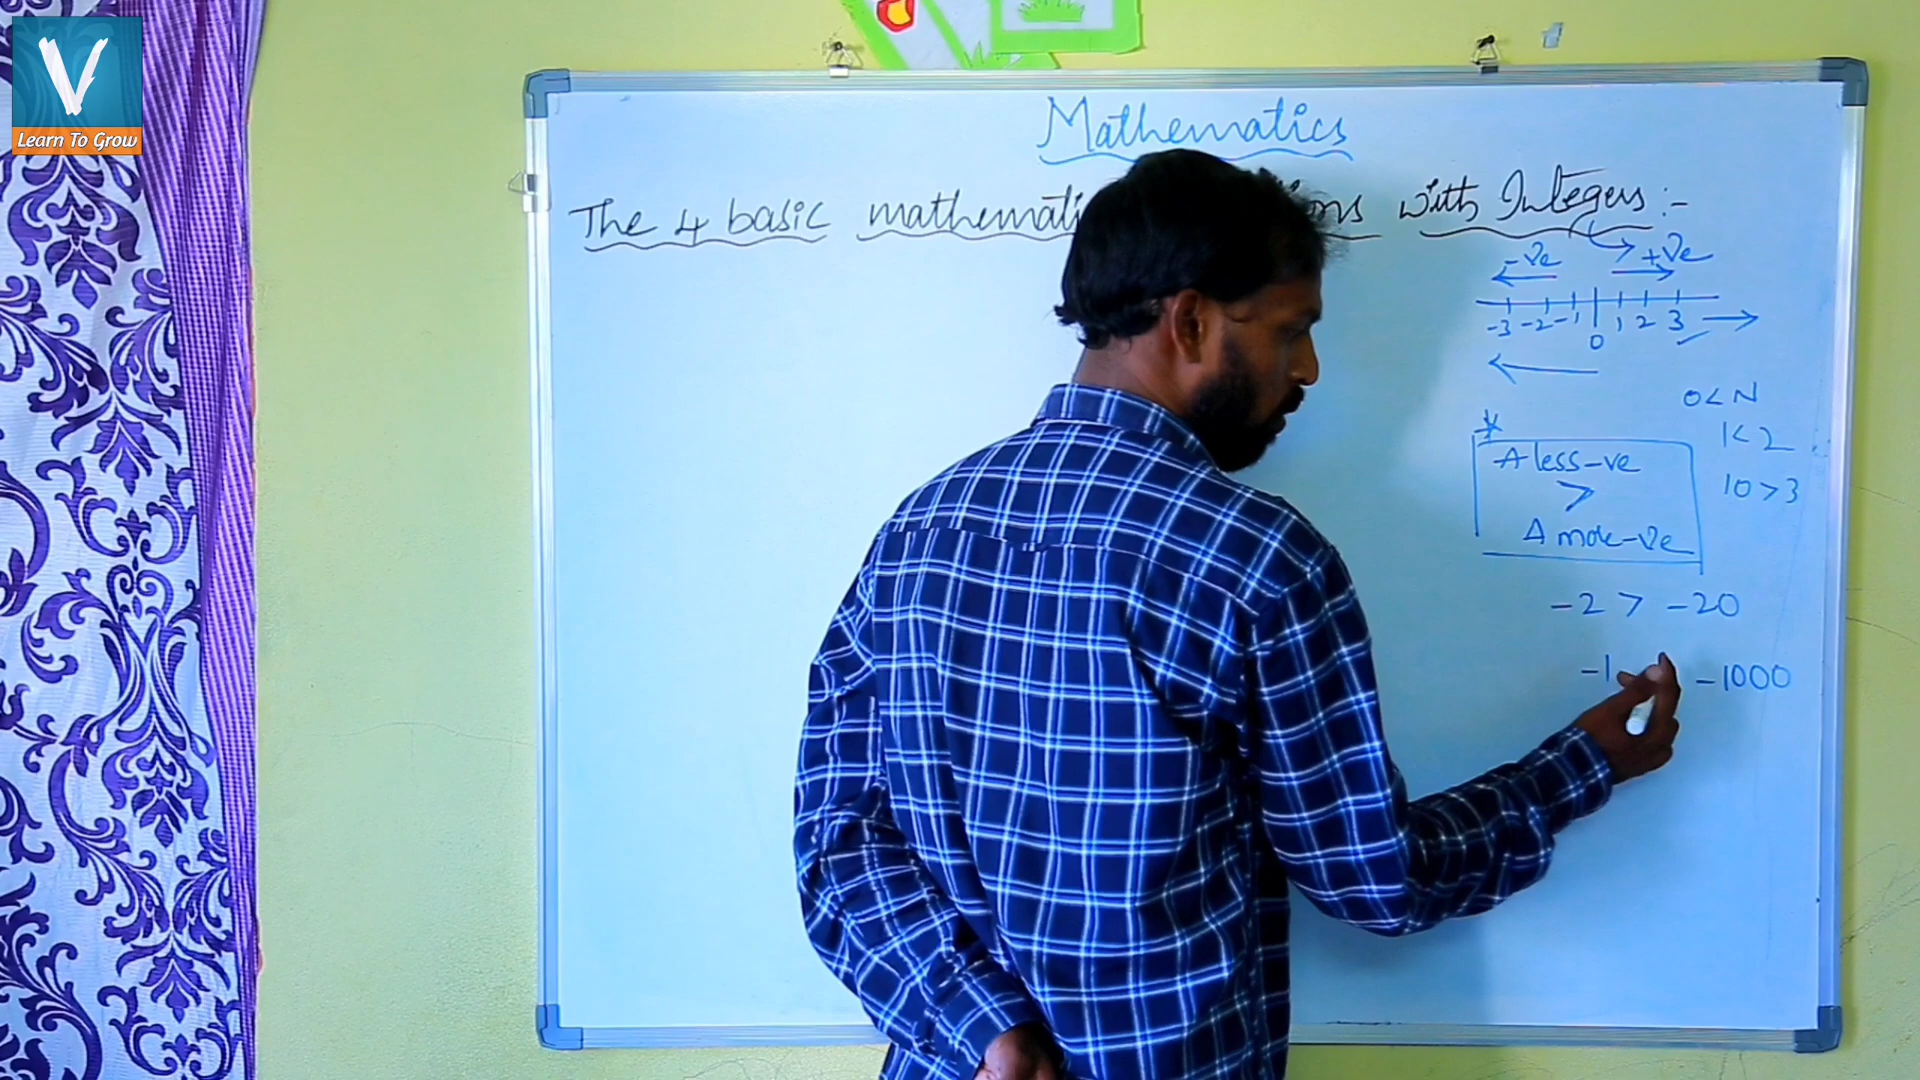 V
Learn To Grow
Mathematics
The 4 basic mathemati ons with Integers :-
-ve +ve
-3 -2 -1 0 1 2 3
0 < N
1 < 2
10 > 3
*
A less -ve
>
A more -ve
-2 > -20
-1 -1000